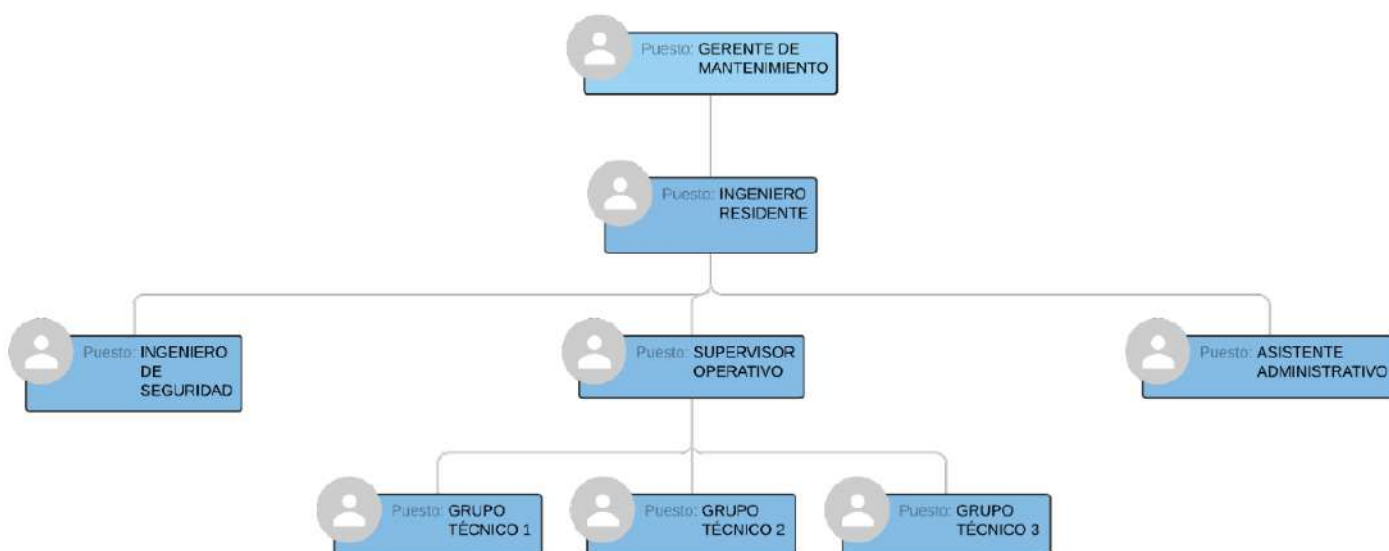 Puesto: GERENTE DE
MANTENIMIENTO
Puesto: INGENIERO
RESIDENTE
Puesto: INGENIERO
DE
SEGURIDAD
Puesto: SUPERVISOR
OPERATIVO
Puesto: ASISTENTE
ADMINISTRATIVO
Puesto: GRUPO
TÉCNICO 1
Puesto: GRUPO
TÉCNICO 2
Puesto: GRUPO
TÉCNICO 3